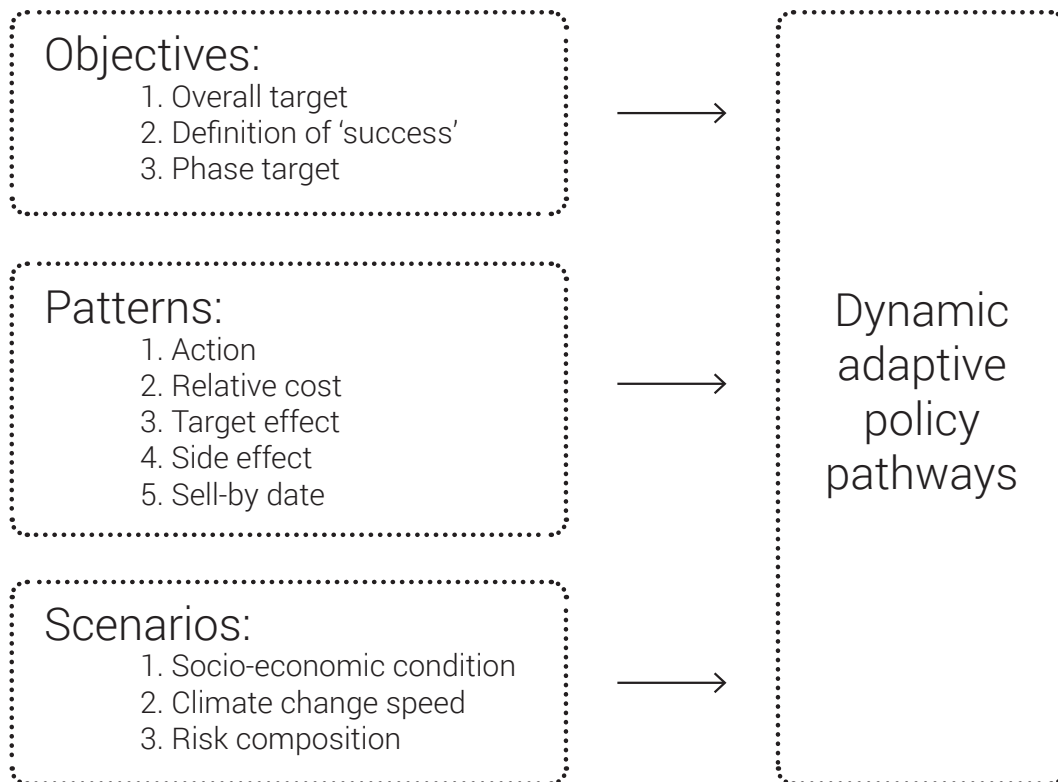 Objectives:
1. Overall target
2. Definition of ‘success’
3. Phase target
Patterns:
1. Action
2. Relative cost
3. Target effect
4. Side effect
5. Sell-by date
Scenarios:
1. Socio-economic condition
2. Climate change speed
3. Risk composition
Dynamic
adaptive
policy
pathways